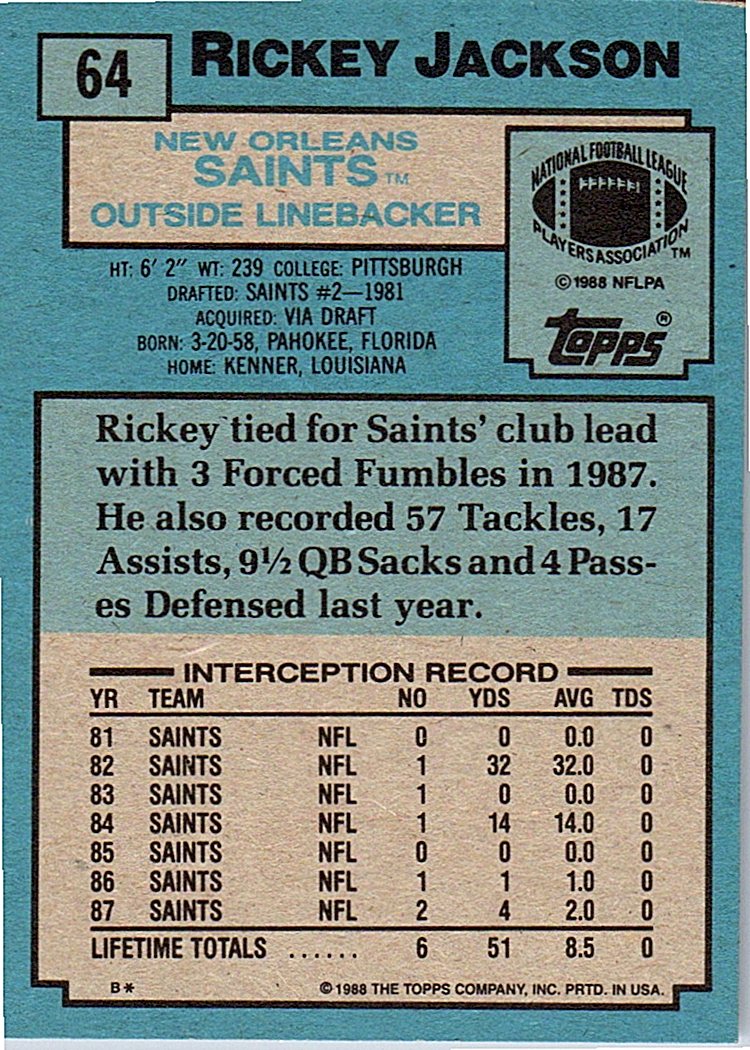 64
RICKEY JACKSON
NEW ORLEANS
SAINTS™
OUTSIDE LINEBACKER
NATIONAL FOOTBALL LEAGUE
PLAYERS ASSOCIATION™
©1988 NFLPA
TOPPS®
HT: 6' 2" WT: 239 COLLEGE: PITTSBURGH
DRAFTED: SAINTS #2—1981
ACQUIRED: VIA DRAFT
BORN: 3-20-58, PAHOKEE, FLORIDA
HOME: KENNER, LOUISIANA
Rickey tied for Saints' club lead
with 3 Forced Fumbles in 1987.
He also recorded 57 Tackles, 17
Assists, 9½ QB Sacks and 4 Pass-
es Defensed last year.
INTERCEPTION RECORD
YR TEAM NO YDS AVG TDS
81 SAINTS NFL 0 0 0.0 0
82 SAINTS NFL 1 32 32.0 0
83 SAINTS NFL 1 0 0.0 0
84 SAINTS NFL 1 14 14.0 0
85 SAINTS NFL 0 0 0.0 0
86 SAINTS NFL 1 1 1.0 0
87 SAINTS NFL 2 4 2.0 0
LIFETIME TOTALS ...... 6 51 8.5 0
B* ©1988 THE TOPPS COMPANY, INC. PRTD. IN USA.